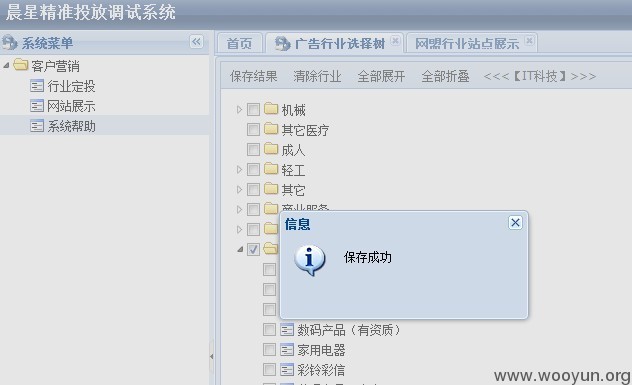 晨星精准投放调试系统
系统菜单
首页 广告行业选择树 网盟行业站点展示
客户营销
行业定投
网站展示
系统帮助
保存结果 清除行业 全部展开 全部折叠 <<<【IT科技】>>>
机械
其它医疗
成人
轻工
其它
商业服务
信息
保存成功
数码产品（有资质）
家用电器
彩铃彩信
www.wooyun.org